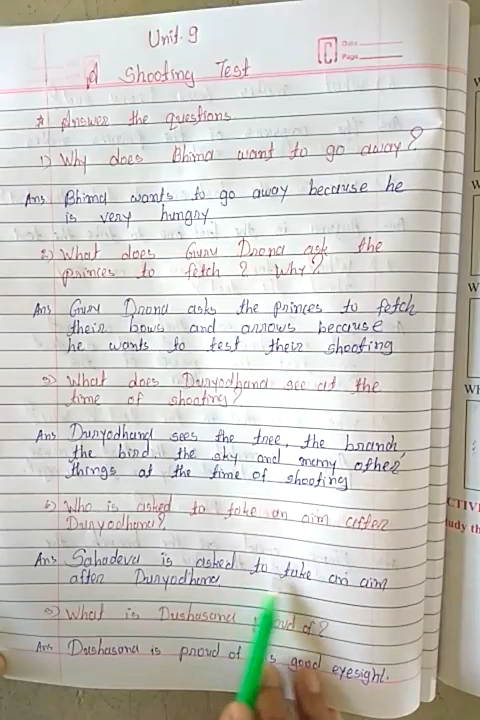 Unit-9
[C] Date
Page
A Shooting Test
* Answer the questions
1) Why does Bhima want to go away?
Ans Bhima wants to go away because he
is very hungry.
2) What does Guru Drona ask the
princes to fetch? Why?
Ans Guru Drona asks the princes to fetch
their bows and arrows because
he wants to test their shooting
3) What does Duryodhana see at the
time of shooting?
Ans Duryodhana sees the tree, the branch,
the bird the sky and many other
things at the time of shooting
4) Who is asked to take an aim after
Duryodhana?
Ans Sahadeva is asked to take an aim
after Duryodhana.
5) What is Dushasana of?
Ans Dushasana is proud of good eyesight.